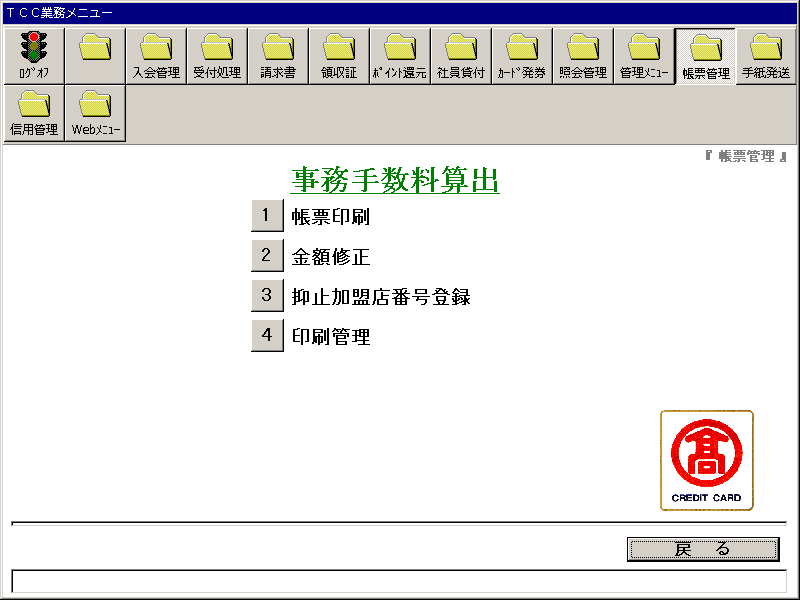 ＴＣＣ業務メニュー
ﾛｸﾞｵﾌ
入会管理
受付処理
請求書
領収証
ﾎﾟｲﾝﾄ還元
社員貸付
ｶｰﾄﾞ発券
照会管理
管理ﾒﾆｭｰ
帳票管理
手紙発送
信用管理
Webﾒﾆｭｰ
『 帳票管理 』
事務手数料算出
1 帳票印刷
2 金額修正
3 抑止加盟店番号登録
4 印刷管理
髙
CREDIT CARD
戻 る